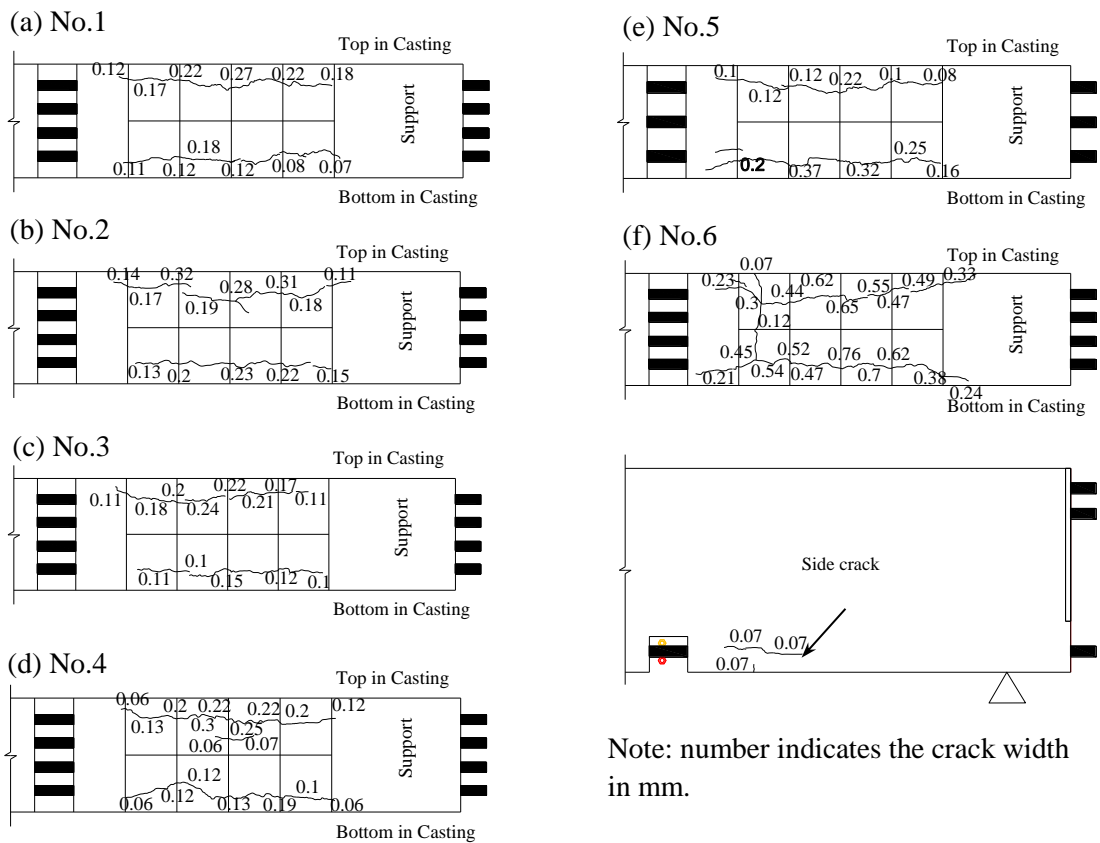 (a) No.1
Top in Casting
0.12 0.22 0.27 0.22 0.18
0.17
Support
0.18
0.11 0.12 0.12 0.08 0.07
Bottom in Casting
(b) No.2
Top in Casting
0.14 0.32 0.28 0.31 0.11
0.17 0.19 0.18
Support
0.13 0.2 0.23 0.22 0.15
Bottom in Casting
(c) No.3
Top in Casting
0.2 0.22 0.17
0.11 0.18 0.24 0.21 0.11
Support
0.1
0.11 0.15 0.12 0.1
Bottom in Casting
(d) No.4
Top in Casting
0.06 0.2 0.22 0.22 0.2 0.12
0.13 0.3 0.25
0.06 0.07
Support
0.12 0.1
0.06 0.12 0.13 0.19 0.06
Bottom in Casting
(e) No.5
Top in Casting
0.1 0.12 0.22 0.1 0.08
0.12
Support
0.25
0.2 0.37 0.32 0.16
Bottom in Casting
(f) No.6
Top in Casting
0.07
0.23 0.44 0.62 0.55 0.49 0.33
0.3 0.65 0.47
0.12
Support
0.45 0.52 0.76 0.62
0.21 0.54 0.47 0.7 0.38 0.24
Bottom in Casting
Side crack
0.07 0.07
0.07
Note: number indicates the crack width
in mm.